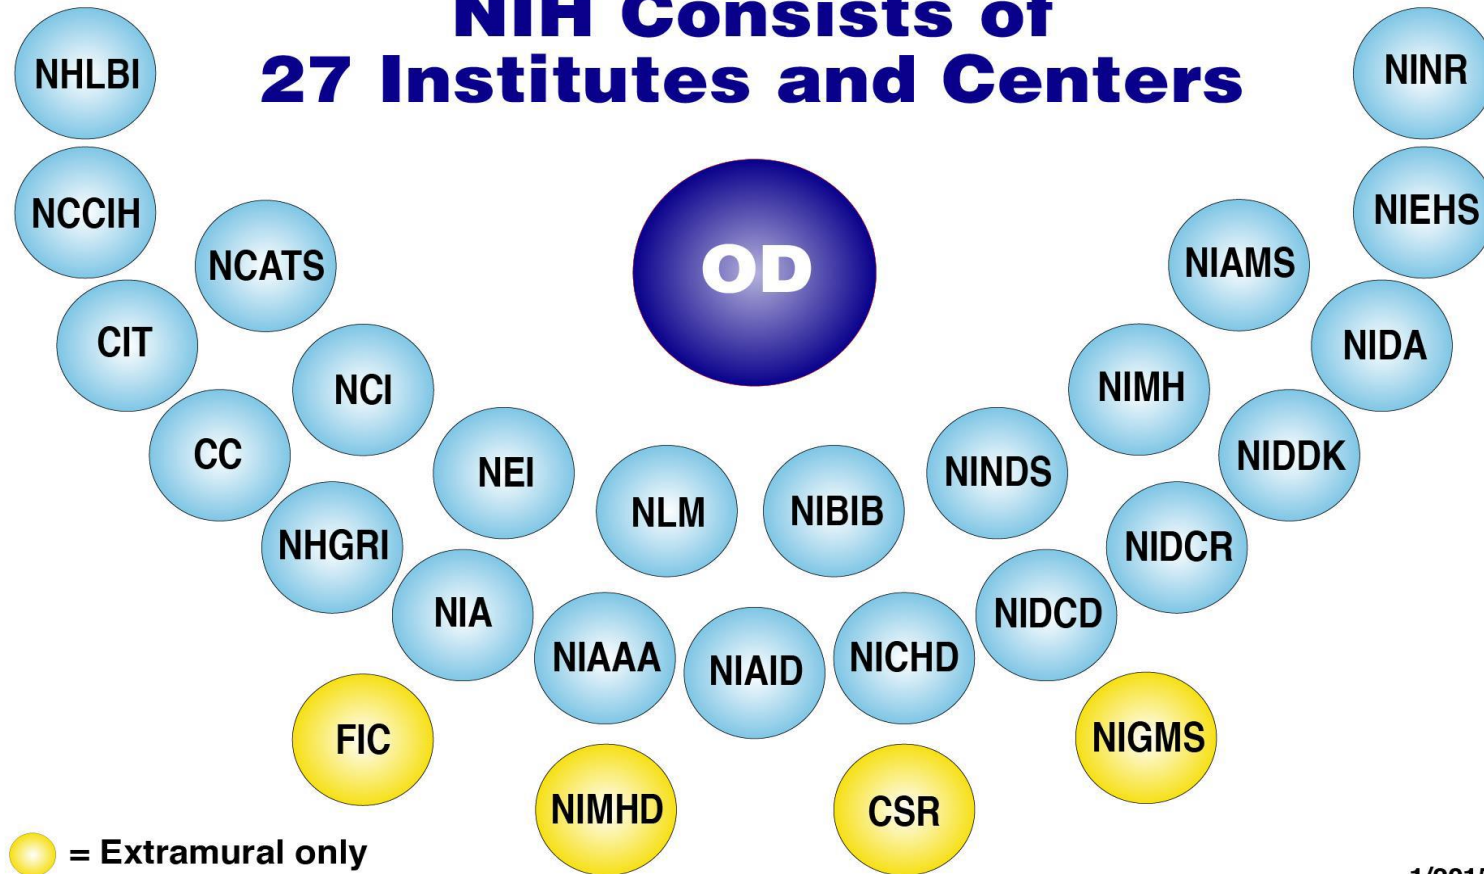 NIH Consists of
27 Institutes and Centers
NHLBI
NINR
NCCIH
NIEHS
NCATS
OD
NIAMS
CIT
NIDA
NCI
NIMH
CC
NIDDK
NEI
NINDS
NLM
NIBIB
NHGRI
NIDCR
NIA
NIDCD
NIAAA
NIAID
NICHD
FIC
NIGMS
NIMHD
CSR
= Extramural only